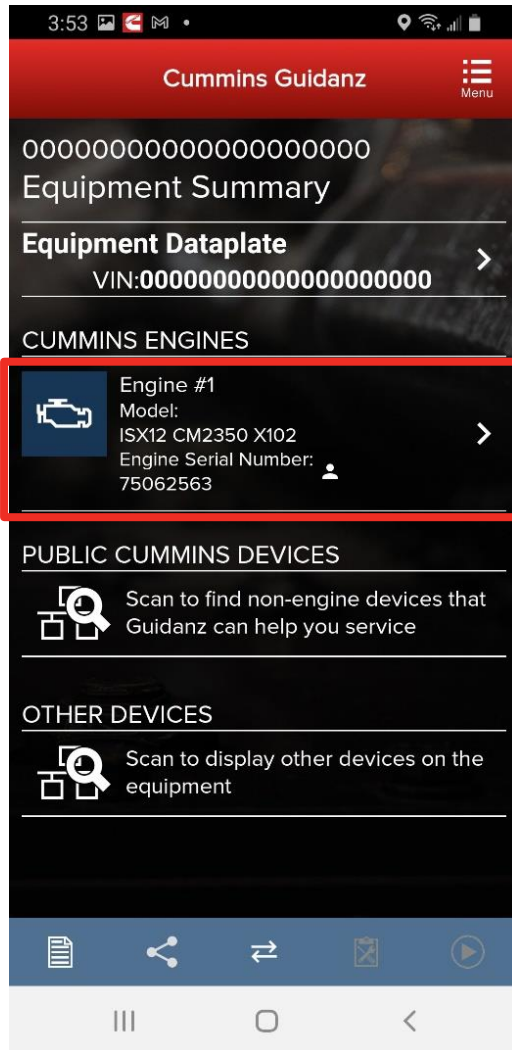 3:53
Cummins Guidanz
Menu
00000000000000000000
Equipment Summary
Equipment Dataplate
VIN:00000000000000000000
CUMMINS ENGINES
Engine #1
Model:
ISX12 CM2350 X102
Engine Serial Number:
75062563
PUBLIC CUMMINS DEVICES
Scan to find non-engine devices that
Guidanz can help you service
OTHER DEVICES
Scan to display other devices on the
equipment